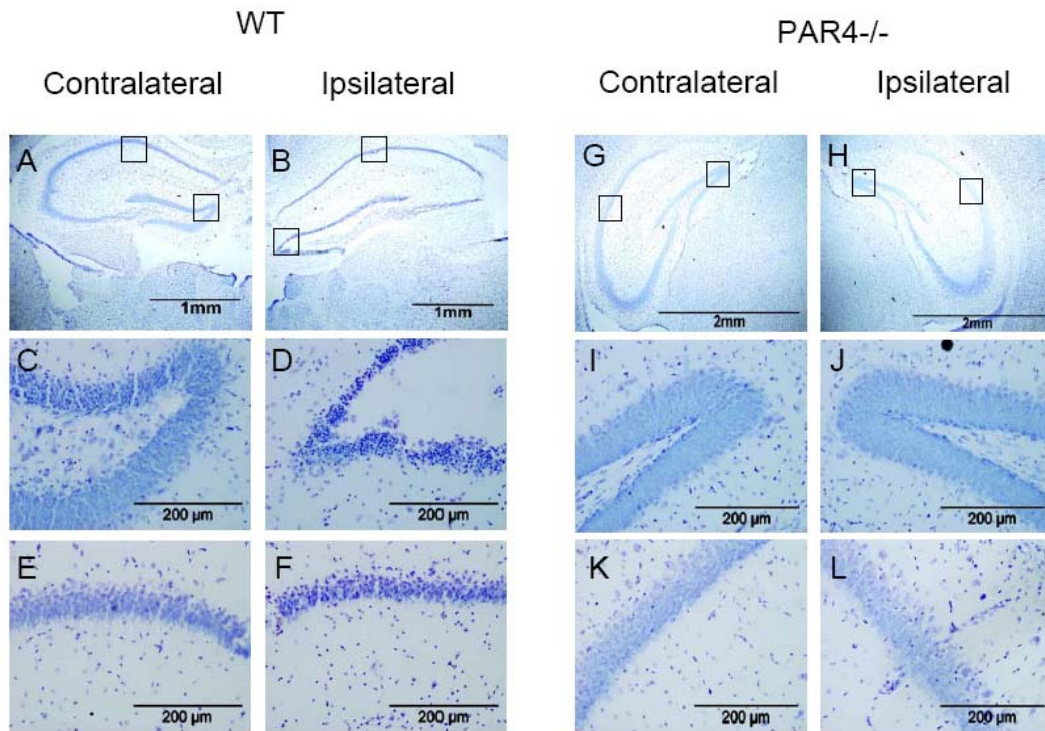 WT
PAR4-/-
Contralateral
Ipsilateral
Contralateral
Ipsilateral
A
B
G
H
1mm
1mm
2mm
2mm
C
D
I
J
200 µm
200 µm
200 µm
200 µm
E
F
K
L
200 µm
200 µm
200 µm
200 µm